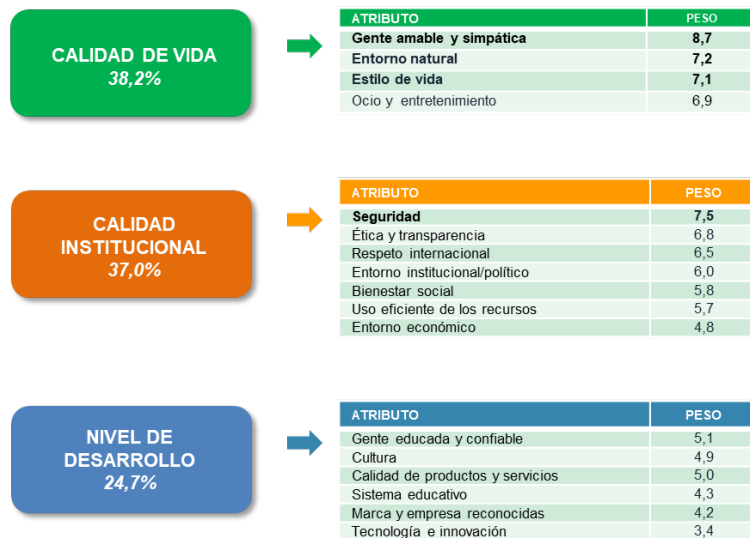 CALIDAD DE VIDA
38,2%
ATRIBUTO PESO
Gente amable y simpática 8,7
Entorno natural 7,2
Estilo de vida 7,1
Ocio y entretenimiento 6,9
CALIDAD
INSTITUCIONAL
37,0%
ATRIBUTO PESO
Seguridad 7,5
Ética y transparencia 6,8
Respeto internacional 6,5
Entorno institucional/político 6,0
Bienestar social 5,8
Uso eficiente de los recursos 5,7
Entorno económico 4,8
NIVEL DE
DESARROLLO
24,7%
ATRIBUTO PESO
Gente educada y confiable 5,1
Cultura 4,9
Calidad de productos y servicios 5,0
Sistema educativo 4,3
Marca y empresa reconocidas 4,2
Tecnología e innovación 3,4